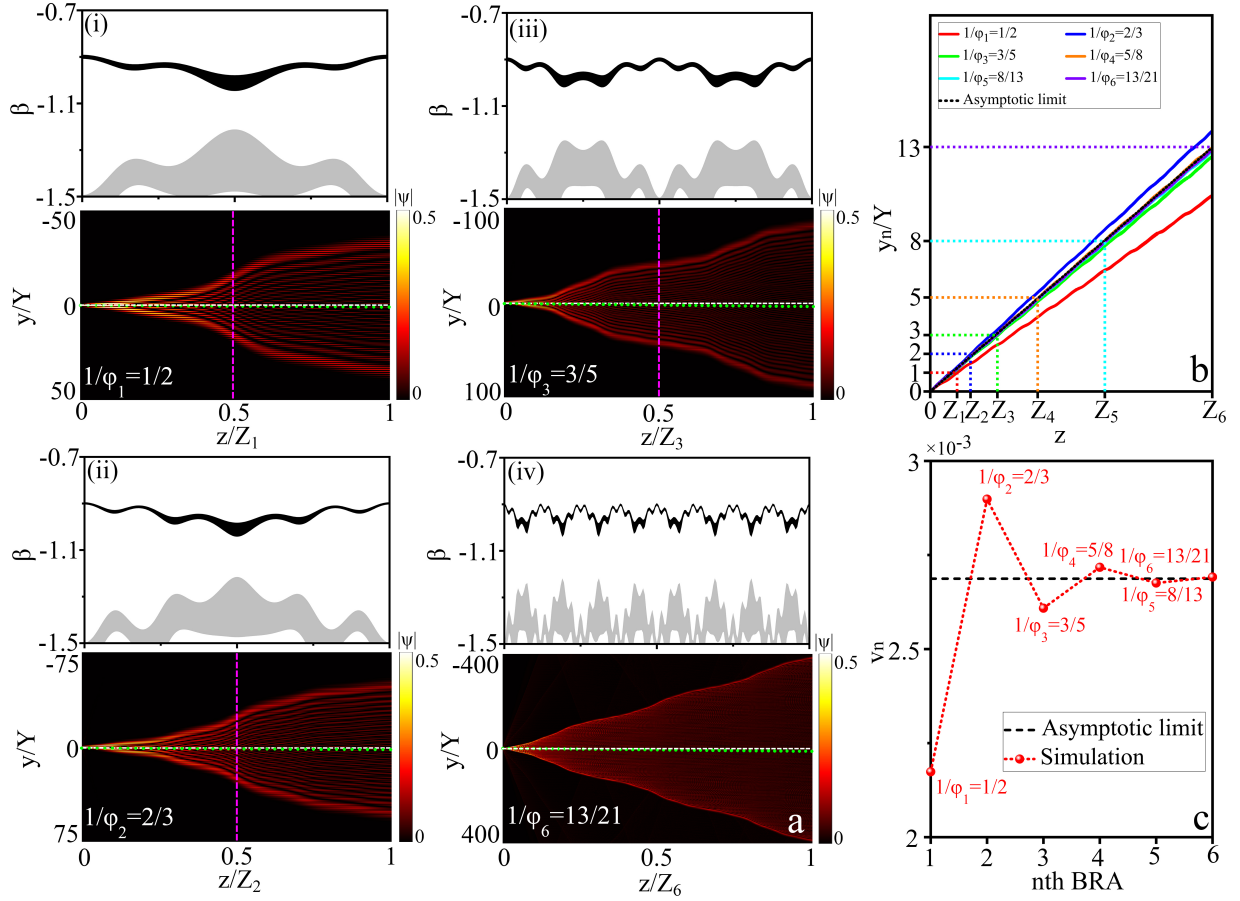 (i)
-0.7
-1.1
-1.5
β
-50
0
50
y/Y
1/φ₁=1/2
|ψ|
0.5
0
0 0.5 1
z/Z₁
(iii)
-0.7
-1.1
-1.5
β
-100
0
100
y/Y
1/φ₃=3/5
|ψ|
0.5
0
0 0.5 1
z/Z₃
(ii)
-0.7
-1.1
-1.5
β
-75
0
75
y/Y
1/φ₂=2/3
|ψ|
0.5
0
0 0.5 1
z/Z₂
(iv)
-0.7
-1.1
-1.5
β
-400
0
400
y/Y
1/φ₆=13/21
a
|ψ|
0.5
0
0 0.5 1
z/Z₆
1/φ₁=1/2 1/φ₂=2/3
1/φ₃=3/5 1/φ₄=5/8
1/φ₅=8/13 1/φ₆=13/21
Asymptotic limit
yₙ/Y
13
8
5
3
2
1
0
b
0 Z₁ Z₂ Z₃ Z₄ Z₅ Z₆
z
×10⁻³
3
2.5
2
vₙ
1/φ₂=2/3
1/φ₄=5/8
1/φ₆=13/21
1/φ₅=8/13
1/φ₃=3/5
1/φ₁=1/2
Asymptotic limit
Simulation
c
1 2 3 4 5 6
nth BRA